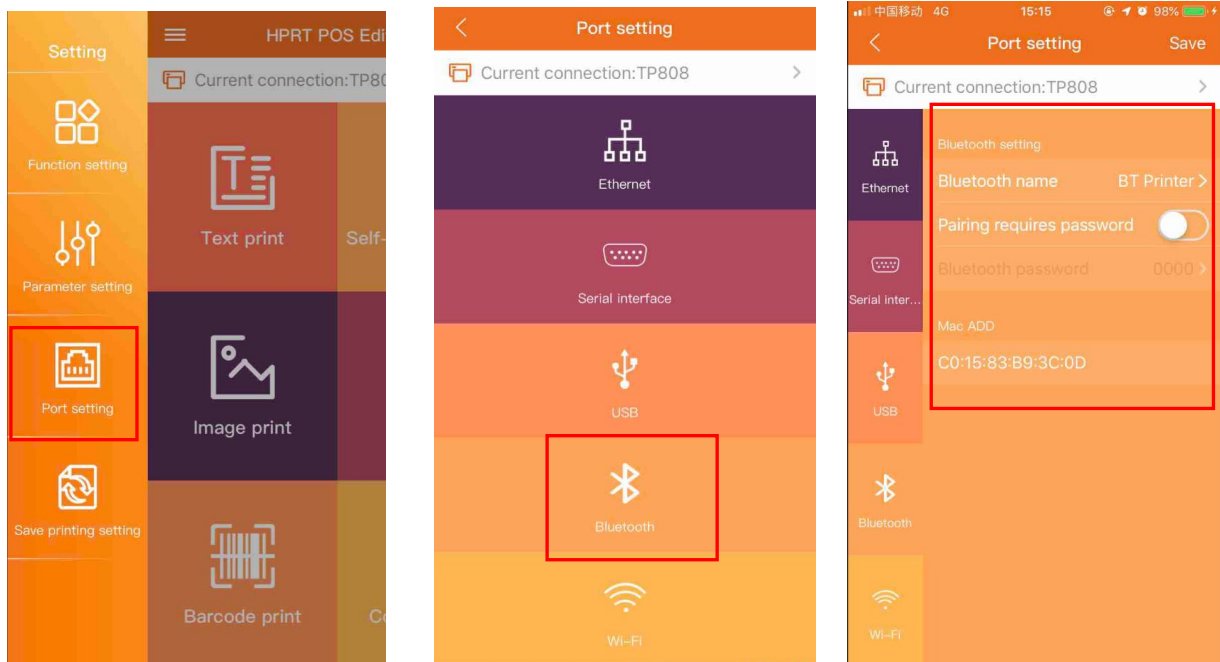 Setting
Function setting
Parameter setting
Port setting
Save printing setting
HPRT POS Edi
Current connection:TP80
Text print
Self-
Image print
Barcode print
Port setting
Current connection:TP808
Ethernet
Serial interface
USB
Bluetooth
Wi-Fi
中国移动 4G 15:15 98%
Port setting Save
Current connection:TP808
Ethernet
Serial inter...
USB
Bluetooth
Wi-Fi
Bluetooth setting
Bluetooth name BT Printer
Pairing requires password
Bluetooth password 0000
Mac ADD
C0:15:83:B9:3C:0D